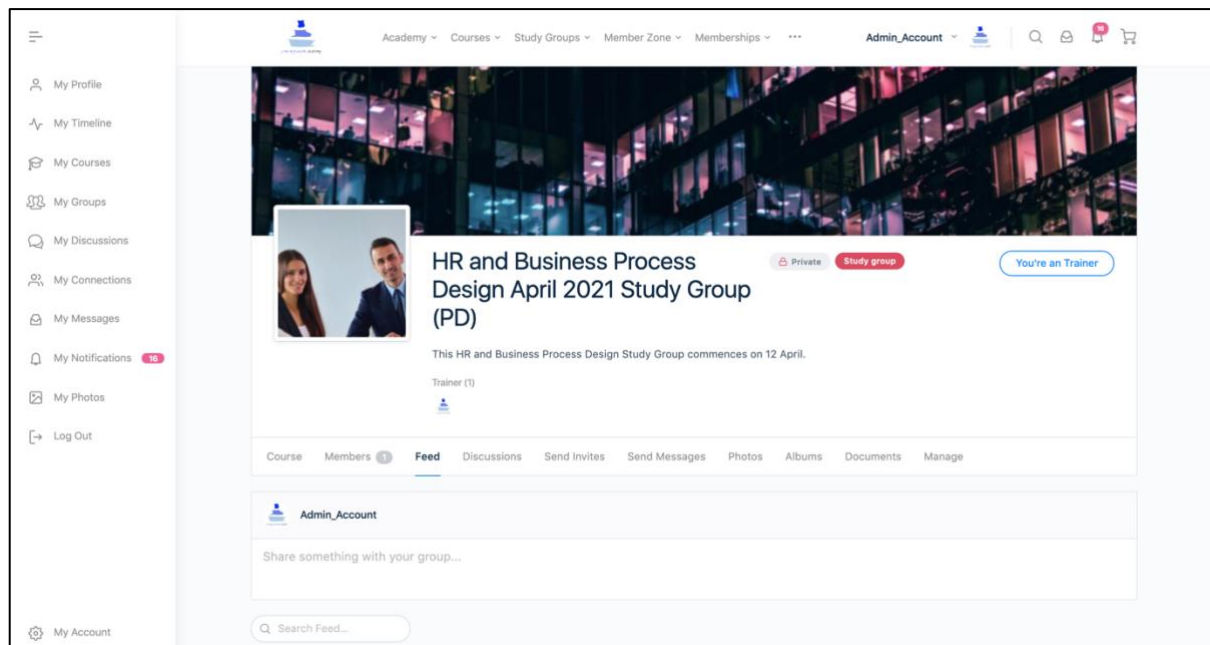 Academy Courses Study Groups Member Zone Memberships ... Admin_Account 16
My Profile
My Timeline
My Courses
My Groups
My Discussions
My Connections
My Messages
My Notifications 16
My Photos
Log Out
My Account
HR and Business Process
Design April 2021 Study Group
(PD)
Private Study group
You're an Trainer
This HR and Business Process Design Study Group commences on 12 April.
Trainer (1)
Course Members 1 Feed Discussions Send Invites Send Messages Photos Albums Documents Manage
Admin_Account
Share something with your group...
Search Feed...